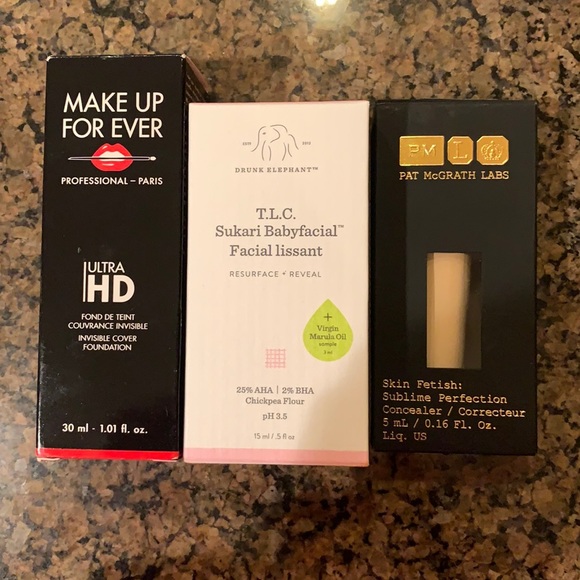 MAKE UP
FOR EVER
PROFESSIONAL – PARIS
ULTRA
HD
FOND DE TEINT
COUVRANCE INVISIBLE
INVISIBLE COVER
FOUNDATION
30 ml - 1.01 fl. oz.
DRUNK ELEPHANT™
T.L.C.
Sukari Babyfacial™
Facial lissant
RESURFACE + REVEAL
+
Virgin
Marula Oil
sample
25% AHA | 2% BHA
Chickpea Flour
pH 3.5
15 ml / .5 fl oz
PM L
PAT McGRATH LABS
Skin Fetish:
Sublime Perfection
Concealer / Correcteur
5 mL / 0.16 Fl. Oz.
Liq. US